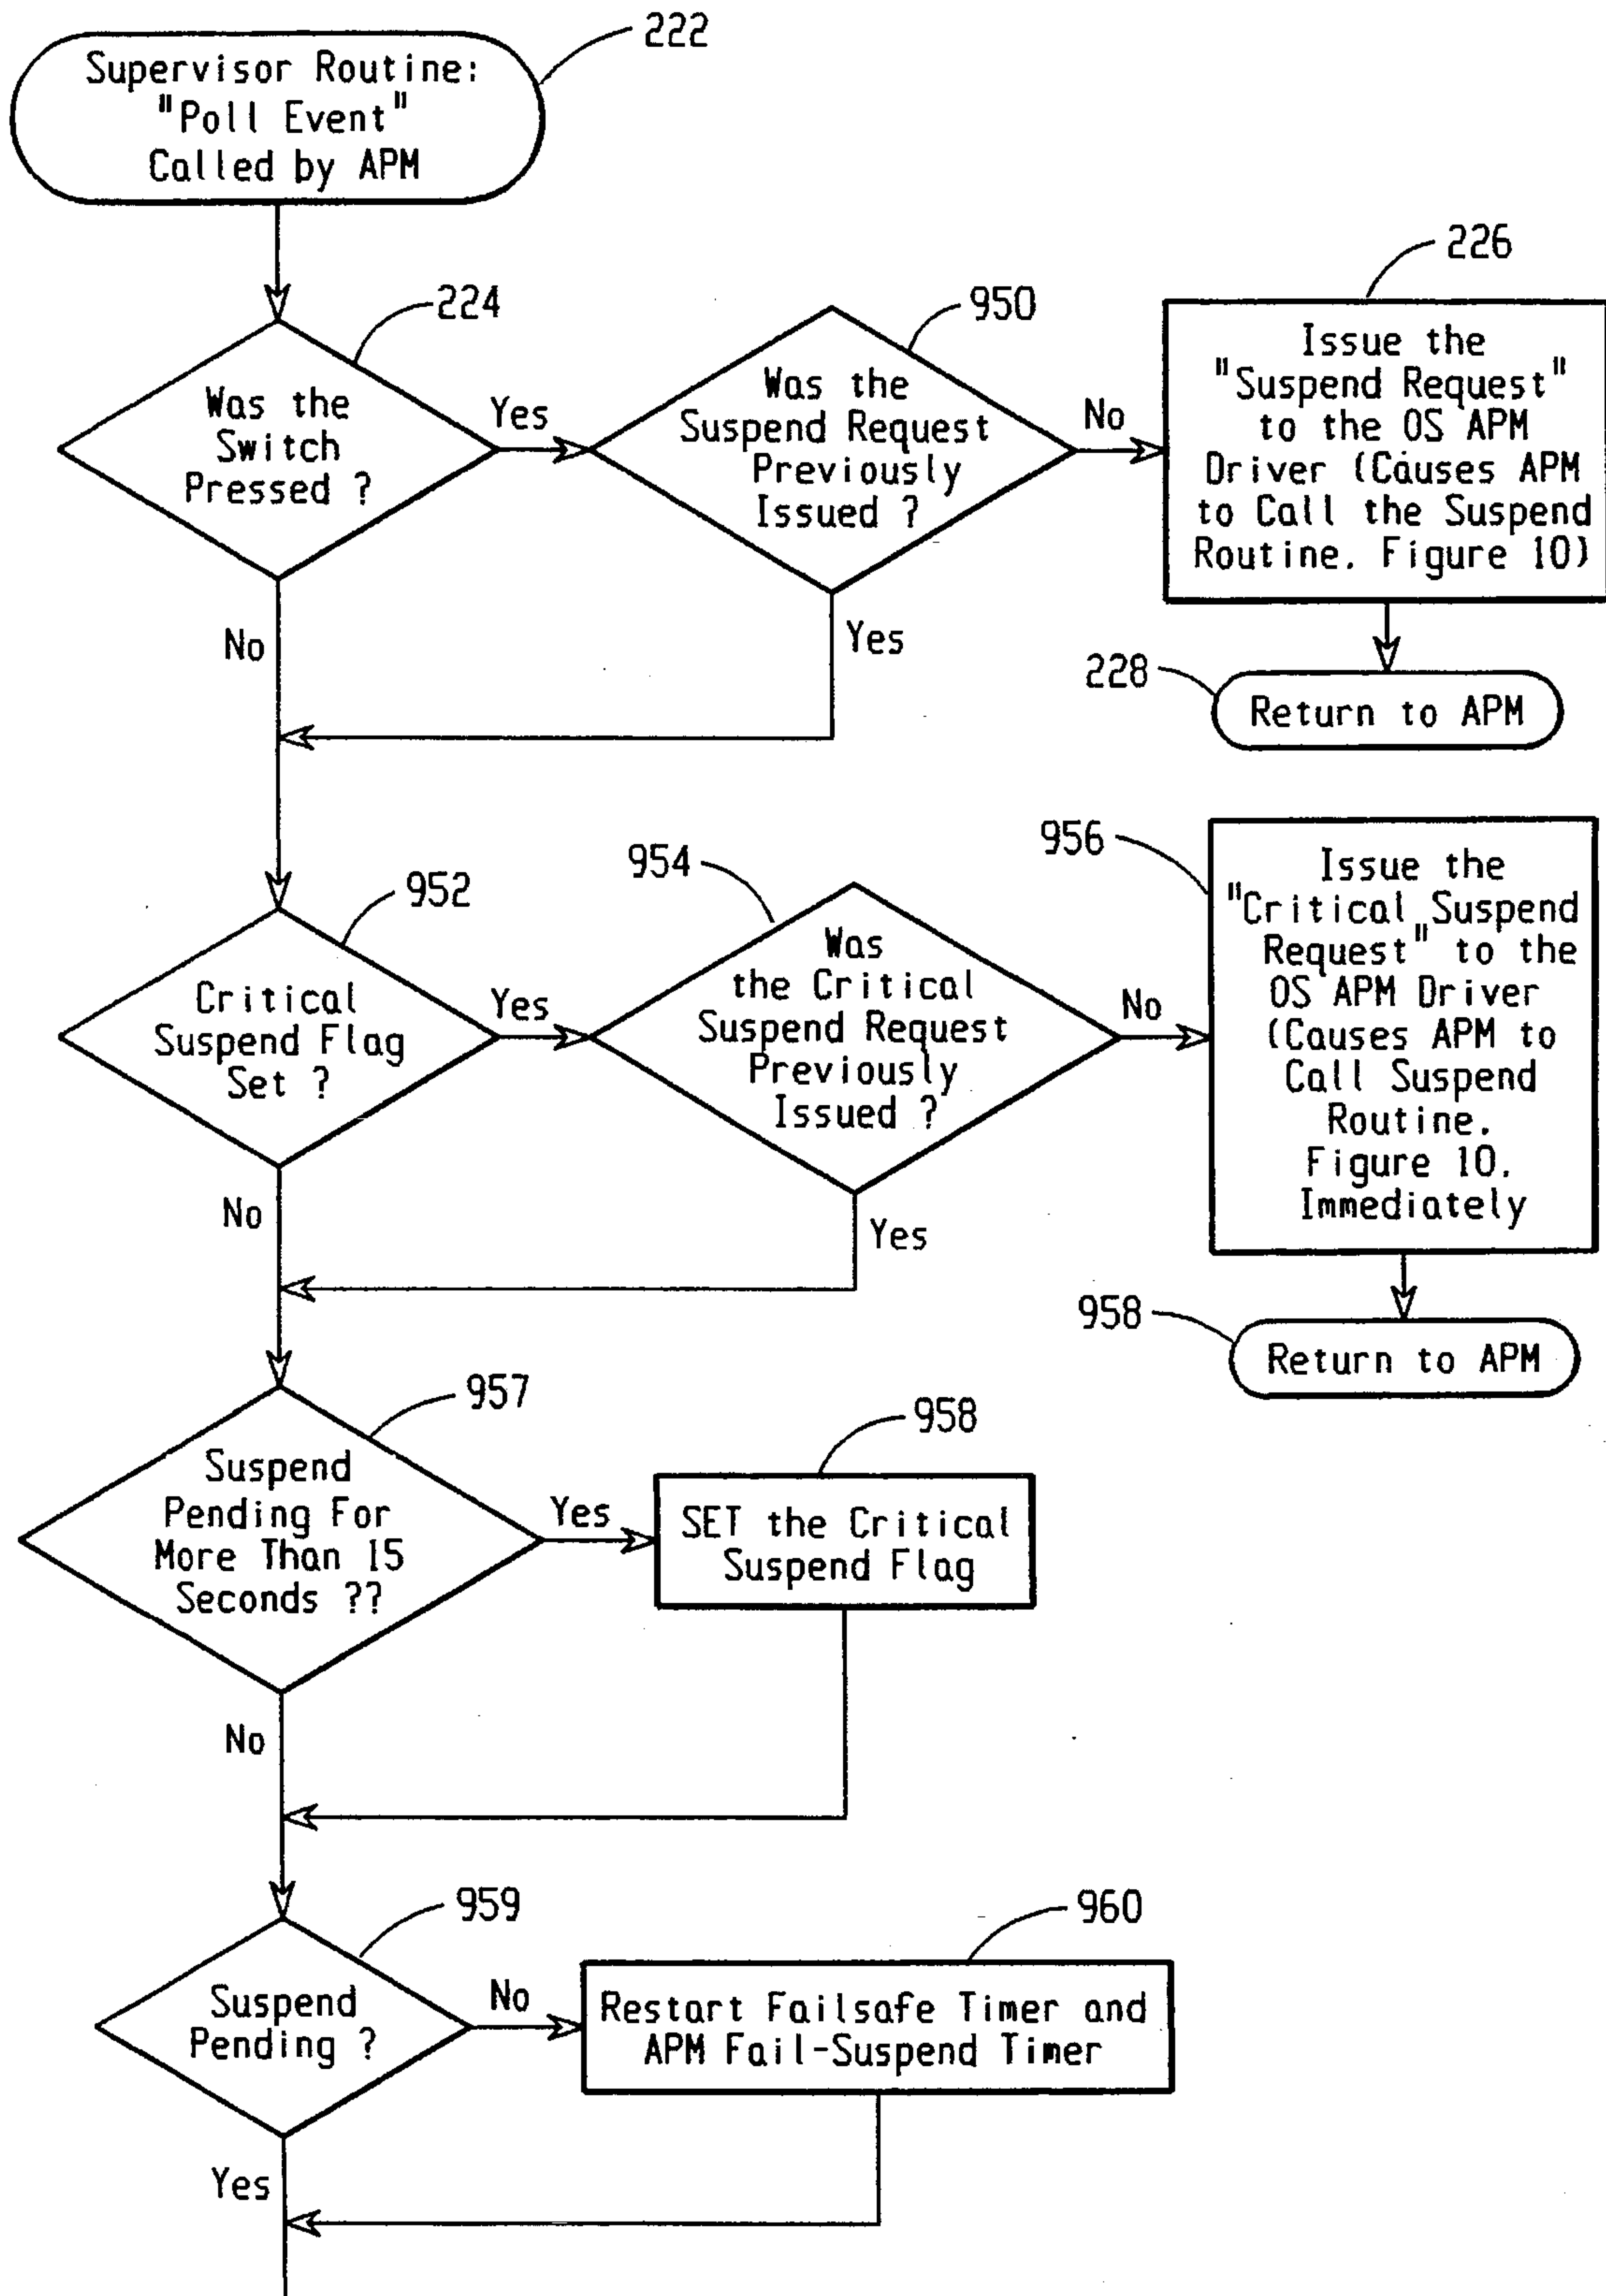 222
Supervisor Routine:
"Poll Event"
Called by APM
224
Was the
Switch
Pressed ?
Yes
No
950
Was the
Suspend Request
Previously
Issued ?
No
Yes
226
Issue the
"Suspend Request"
to the OS APM
Driver (Causes APM
to Call the Suspend
Routine. Figure 10)
228
Return to APM
952
Critical
Suspend Flag
Set ?
Yes
No
954
Was
the Critical
Suspend Request
Previously
Issued ?
No
Yes
956
Issue the
"Critical Suspend
Request" to the
OS APM Driver
(Causes APM to
Call Suspend
Routine.
Figure 10.
Immediately
958
Return to APM
957
Suspend
Pending For
More Than 15
Seconds ??
Yes
No
958
SET the Critical
Suspend Flag
959
Suspend
Pending ?
No
Yes
960
Restart Failsafe Timer and
APM Fail-Suspend Timer